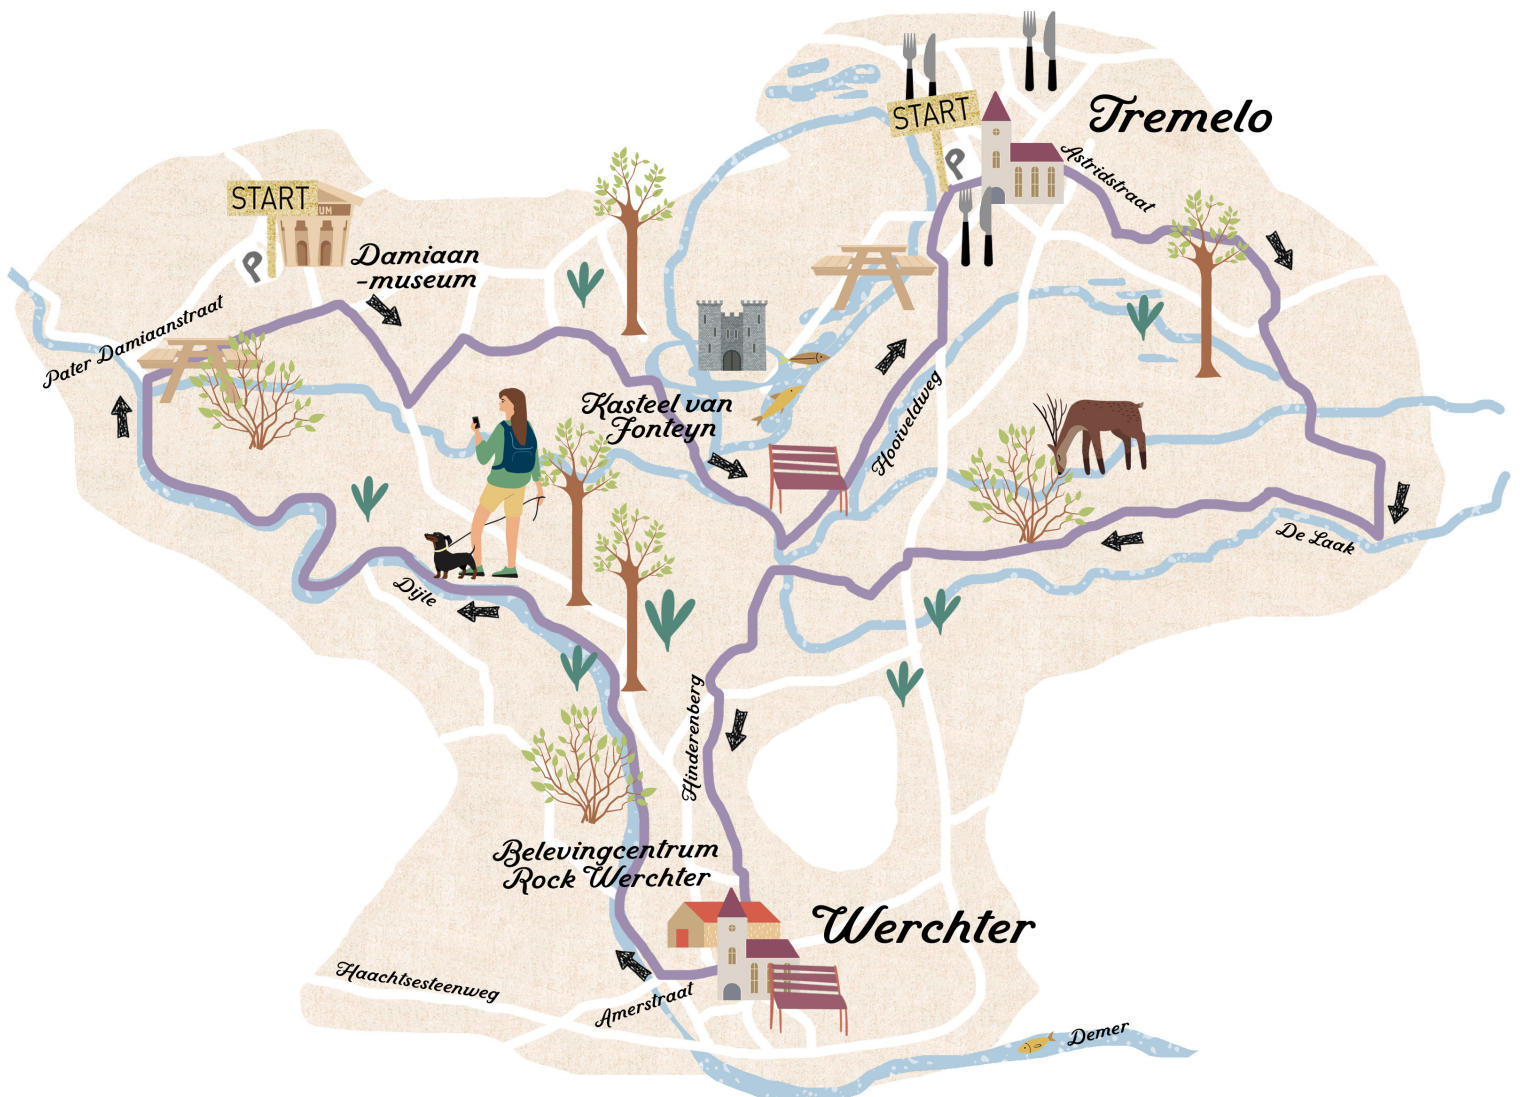 START
P
Tremelo
Astridstraat
START
UM
P
Damiaan
-museum
Pater Damiaanstraat
Kasteel van
Fonteyn
Hooiveldweg
De Laak
Dijle
Hinderenberg
Belevingcentrum
Rock Werchter
Werchter
Haachtsesteenweg
Amerstraat
Demer